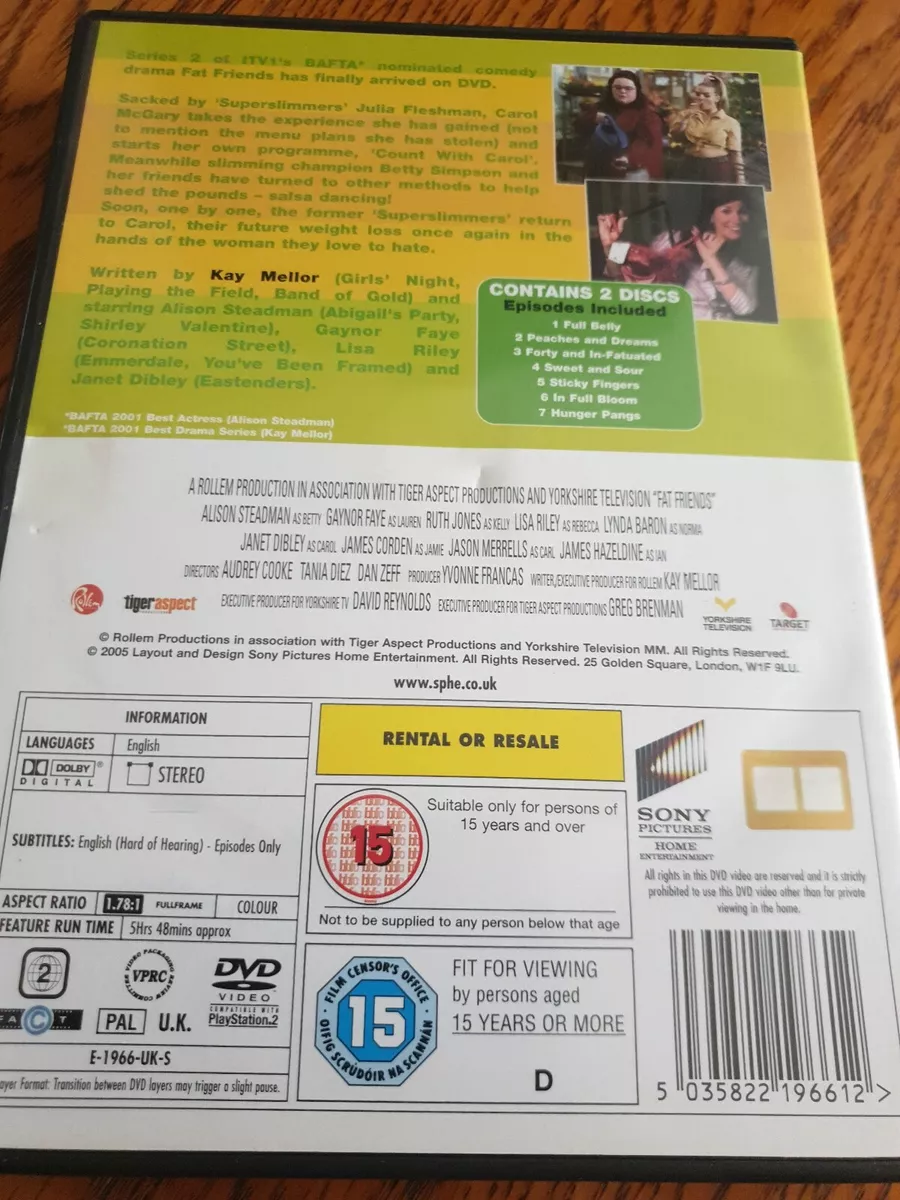 Series 2 of ITV1's BAFTA* nominated comedy
drama Fat Friends has finally arrived on DVD.
Sacked by 'Superslimmers' Julia Fleshman, Carol
McGary takes the experience she has gained (not
to mention the menu plans she has stolen) and
starts her own programme, 'Count With Carol'.
Meanwhile slimming champion Betty Simpson and
her friends have turned to other methods to help
shed the pounds – salsa dancing!
Soon, one by one, the former 'Superslimmers' return
to Carol, their future weight loss once again in the
hands of the woman they love to hate.
Written by Kay Mellor (Girls' Night,
Playing the Field, Band of Gold) and
starring Alison Steadman (Abigail's Party,
Shirley Valentine), Gaynor Faye
(Coronation Street), Lisa Riley
(Emmerdale, You've Been Framed) and
Janet Dibley (Eastenders).
*BAFTA 2001 Best Actress (Alison Steadman)
*BAFTA 2001 Best Drama Series (Kay Mellor)
CONTAINS 2 DISCS
Episodes Included
1 Full Belly
2 Peaches and Dreams
3 Forty and In-Fatuated
4 Sweet and Sour
5 Sticky Fingers
6 In Full Bloom
7 Hunger Pangs
A ROLLEM PRODUCTION IN ASSOCIATION WITH TIGER ASPECT PRODUCTIONS AND YORKSHIRE TELEVISION "FAT FRIENDS"
ALISON STEADMAN AS BETTY GAYNOR FAYE AS LAUREN RUTH JONES AS KELLY LISA RILEY AS REBECCA LYNDA BARON AS NORMA
JANET DIBLEY AS CAROL JAMES CORDEN AS JAMIE JASON MERRELLS AS CARL JAMES HAZELDINE AS IAN
DIRECTORS AUDREY COOKE TANIA DIEZ DAN ZEFF PRODUCER YVONNE FRANCAS WRITER/EXECUTIVE PRODUCER FOR ROLLEM KAY MELLOR
EXECUTIVE PRODUCER FOR YORKSHIRE TV DAVID REYNOLDS EXECUTIVE PRODUCER FOR TIGER ASPECT PRODUCTIONS GREG BRENMAN
Rollem
tigeraspect
YORKSHIRE
TELEVISION
TARGET
© Rollem Productions in association with Tiger Aspect Productions and Yorkshire Television MM. All Rights Reserved.
© 2005 Layout and Design Sony Pictures Home Entertainment. All Rights Reserved. 25 Golden Square, London, W1F 9LU.
www.sphe.co.uk
INFORMATION
LANGUAGES English
DOLBY®
DIGITAL
STEREO
SUBTITLES: English (Hard of Hearing) - Episodes Only
ASPECT RATIO 1.78:1 FULLFRAME COLOUR
FEATURE RUN TIME 5Hrs 48mins approx
2
VIDEO PACKAGING REVIEW COMMITTEE
VPRC
DVD
VIDEO
COMPATIBLE WITH
PlayStation.2
FACT
PAL U.K.
E-1966-UK-S
ayer Format: Transition between DVD layers may trigger a slight pause.
RENTAL OR RESALE
15
Suitable only for persons of
15 years and over
Not to be supplied to any person below that age
FILM CENSOR'S OFFICE
15
OIFIG SCRÚDÓIR NA SCANNÁN
FIT FOR VIEWING
by persons aged
15 YEARS OR MORE
D
SONY
PICTURES
HOME
ENTERTAINMENT
All rights in this DVD video are reserved and it is strictly
prohibited to use this DVD video other than for private
viewing in the home.
5 035822 196612 >